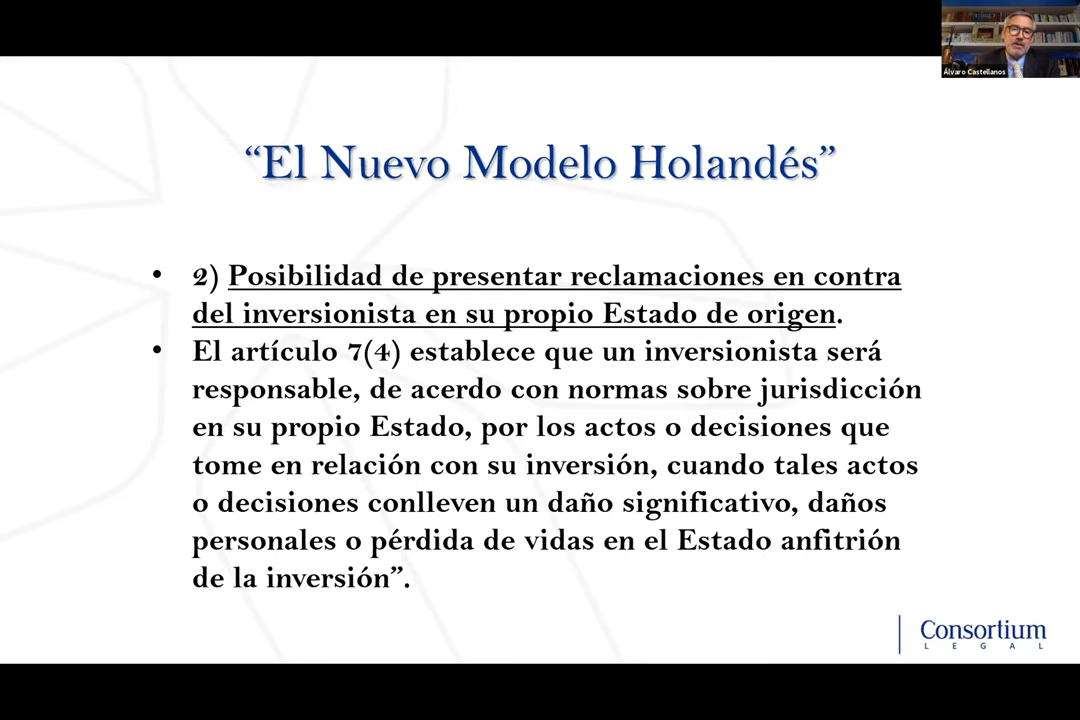 Álvaro Castellanos
“El Nuevo Modelo Holandés”
• 2) Posibilidad de presentar reclamaciones en contra
del inversionista en su propio Estado de origen.
• El artículo 7(4) establece que un inversionista será
responsable, de acerdo con normas sobre jurisdicción
en su propio Estado, por los actos o decisiones que
tome en relación con su inversión, cuando tales actos
o decisiones conlleven un daño significativo, daños
personales o pérdida de vidas en el Estado anfitrión
de la inversión”.
Consortium
LEGAL